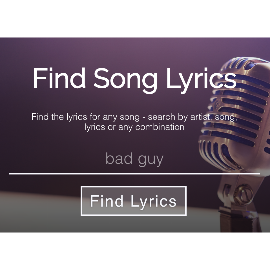 Find Song Lyrics
Find the lyrics for any song - search by artist, song,
lyrics or any combination
bad guy
Find Lyrics